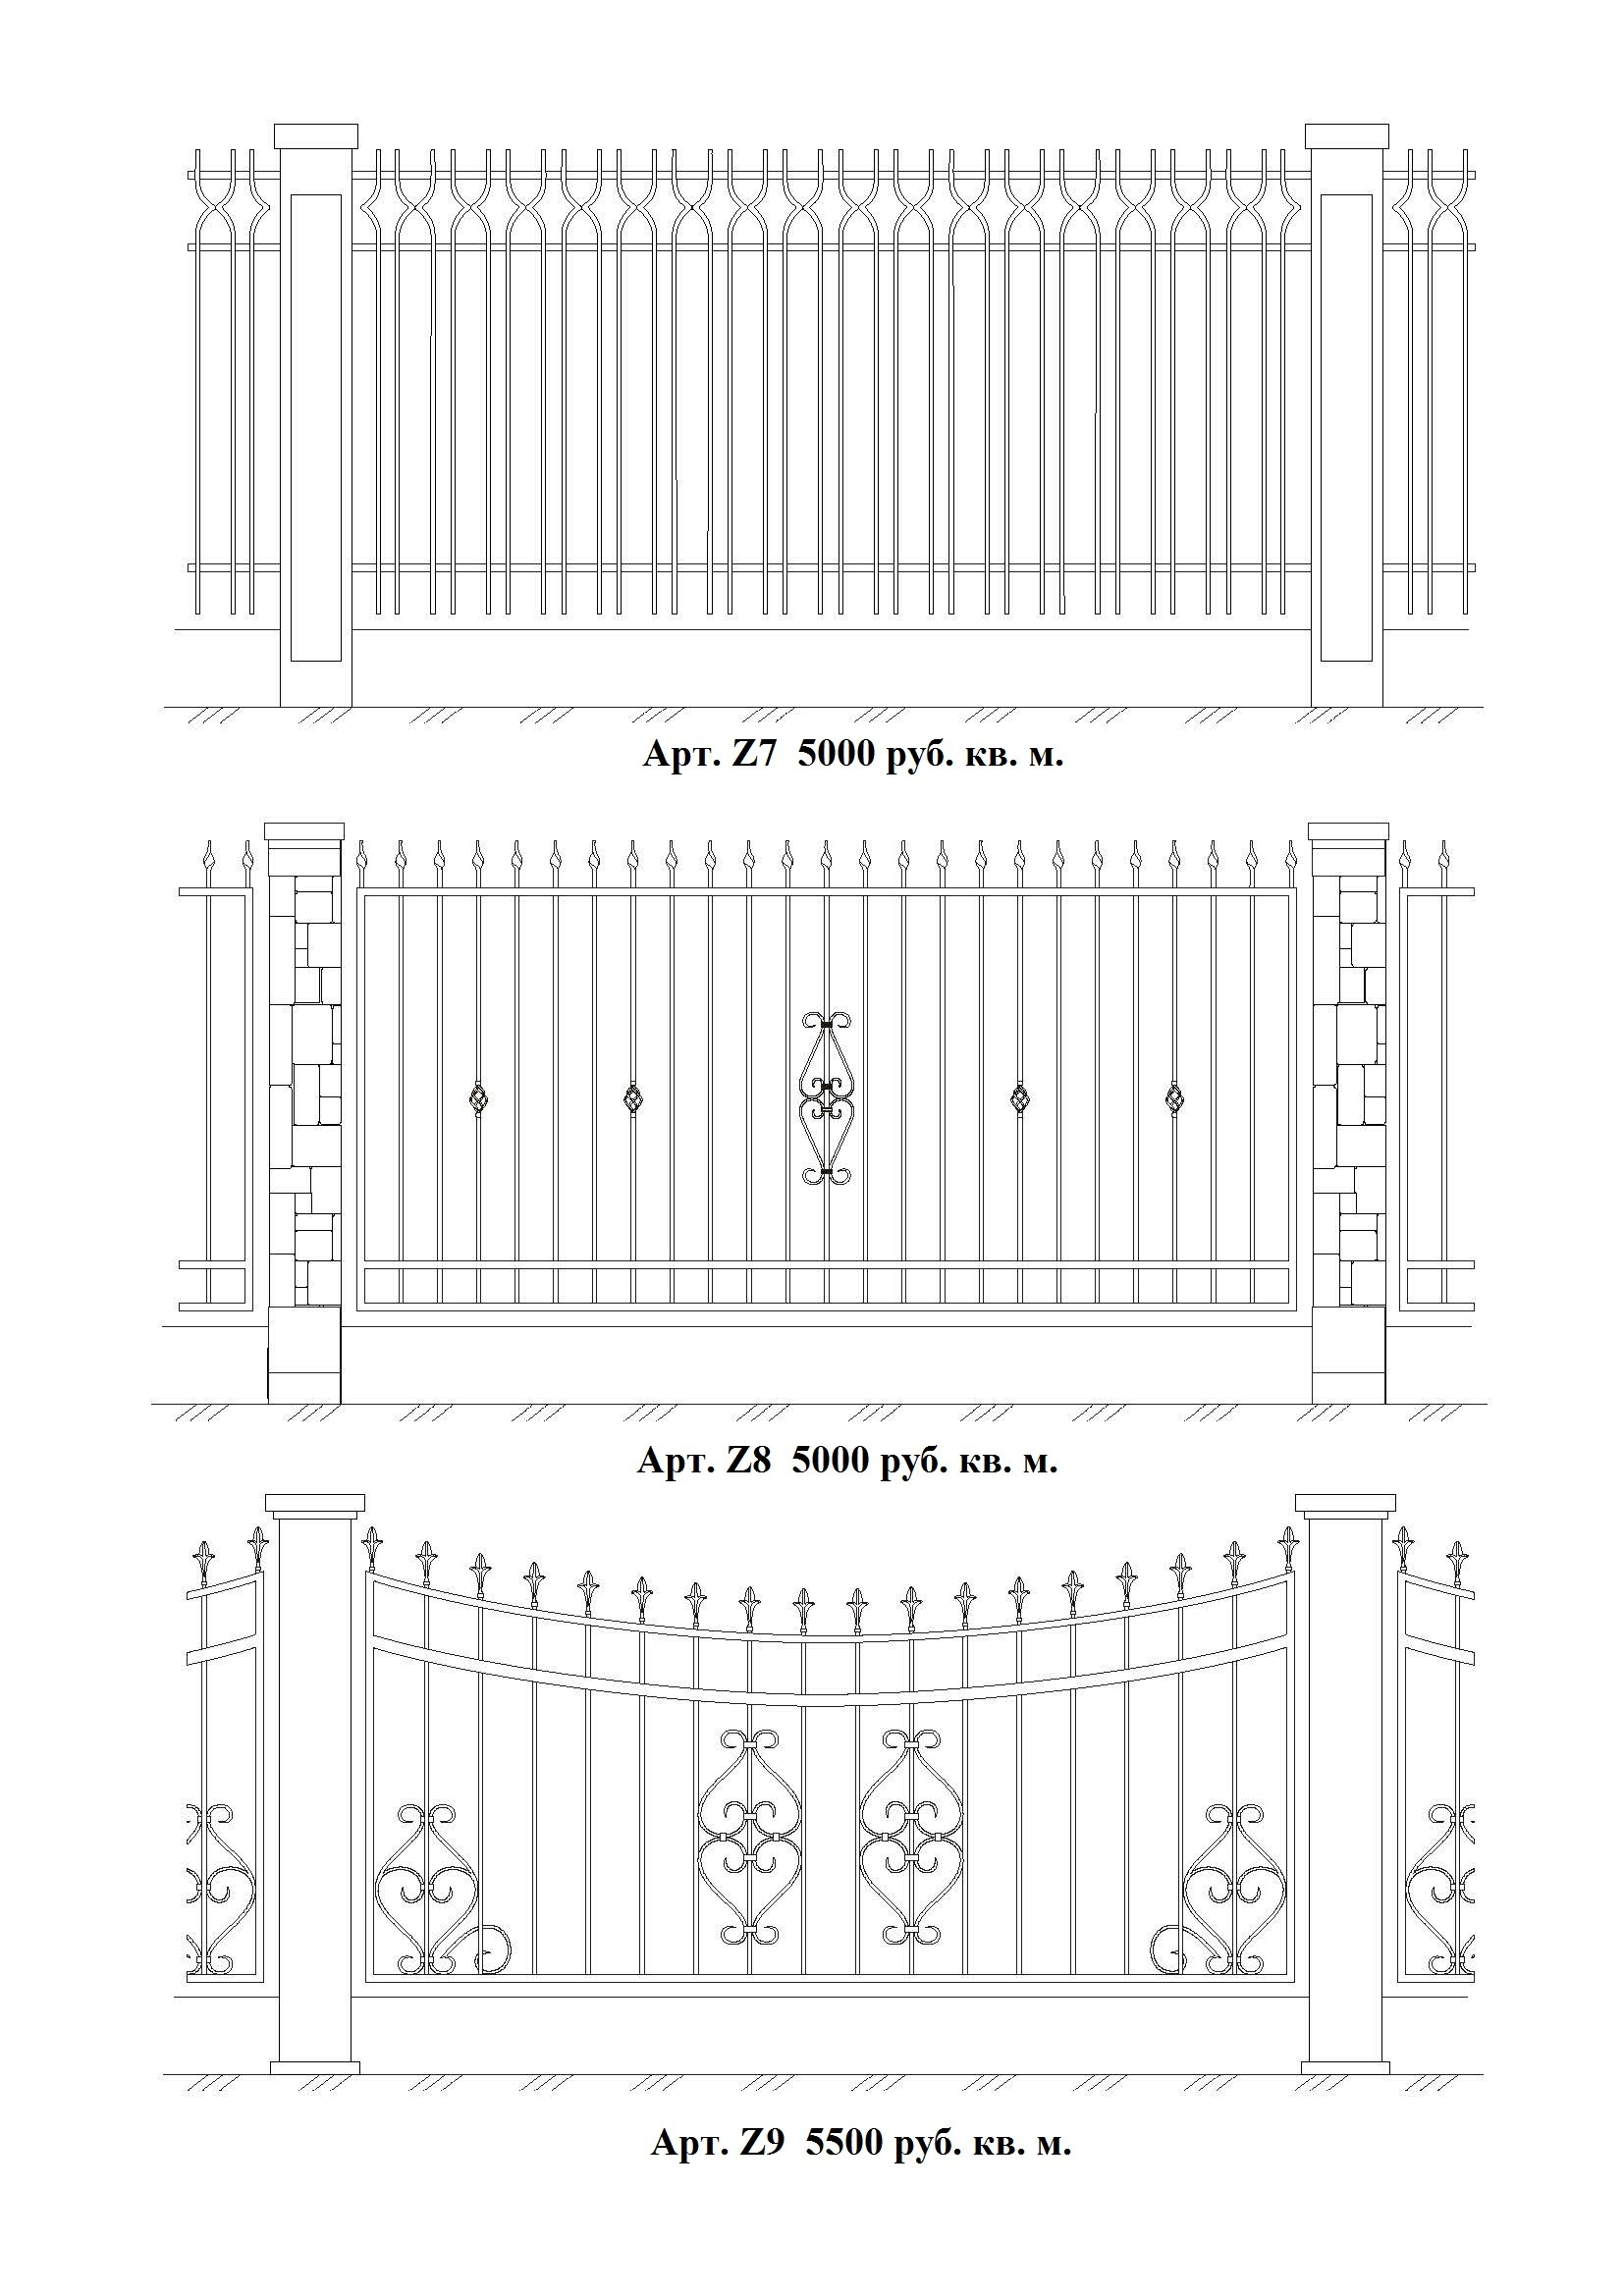 Арт. Z7 5000 руб. кв. м.
Арт. Z8 5000 руб. кв. м.
Арт. Z9 5500 руб. кв. м.